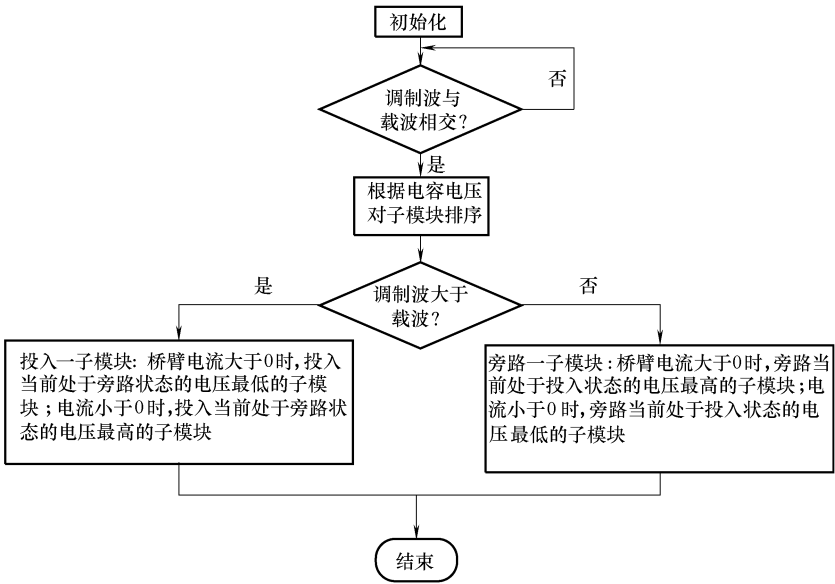 初始化
否
调制波与
载波相交？
是
根据电容电压
对子模块排序
是
调制波大于
载波？
否
投入一子模块：桥臂电流大于0时，投入
当前处于旁路状态的电压最低的子模
块；电流小于0时，投入当前处于旁路状
态的电压最高的子模块
旁路一子模块：桥臂电流大于0时，旁路当
前处于投入状态的电压最高的子模块；电
流小于0时，旁路当前处于投入状态的电
压最低的子模块
结束